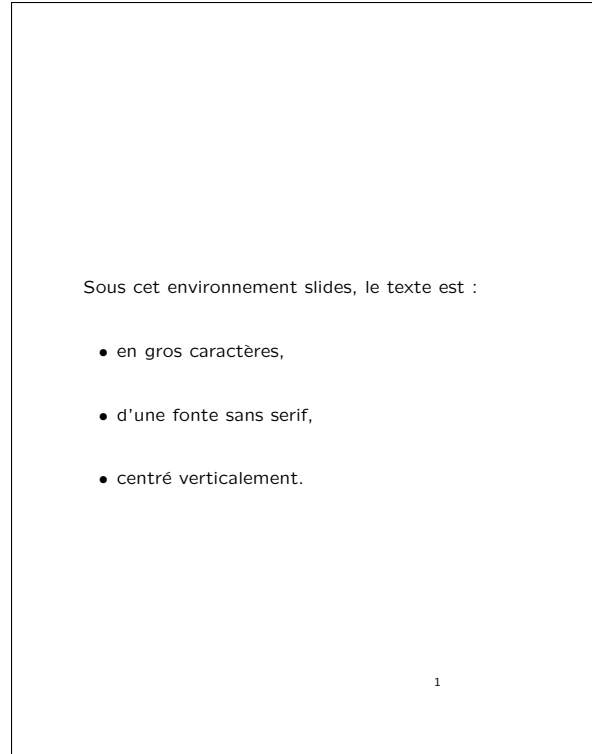 Sous cet environnement slides, le texte est :
• en gros caractères,
• d'une fonte sans serif,
• centré verticalement.
1